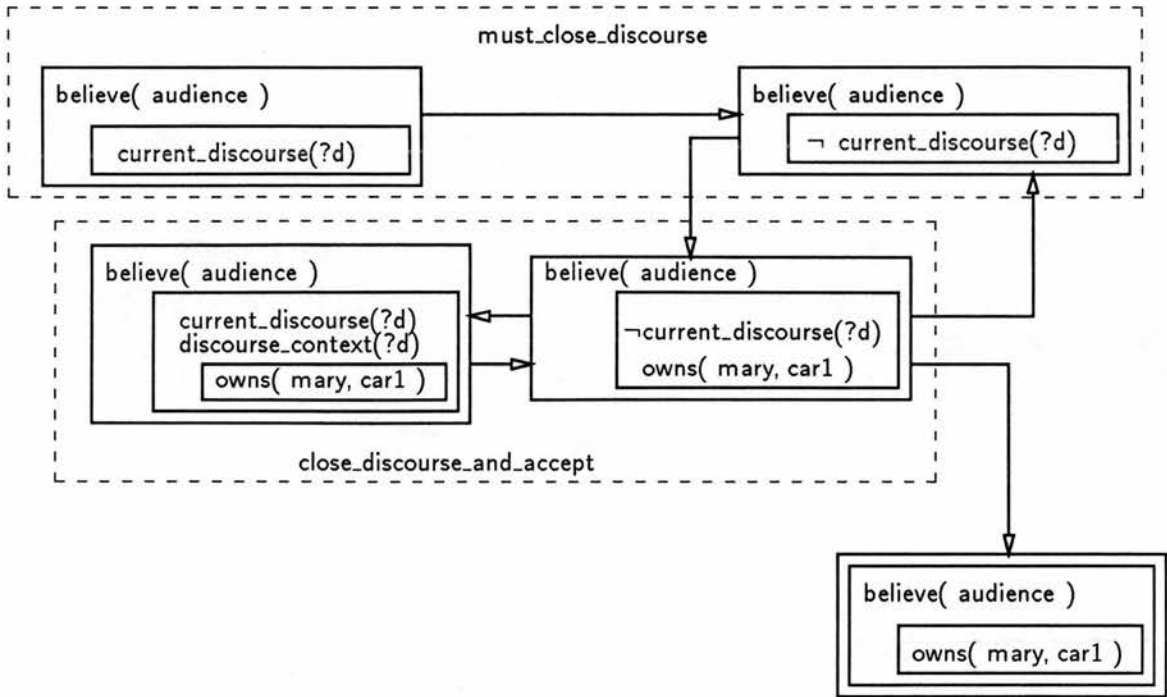 must_close_discourse
believe( audience )
current_discourse(?d)
believe( audience )
¬ current_discourse(?d)
believe( audience )
current_discourse(?d)
discourse_context(?d)
owns( mary, car1 )
believe( audience )
¬current_discourse(?d)
owns( mary, car1 )
close_discourse_and_accept
believe( audience )
owns( mary, car1 )